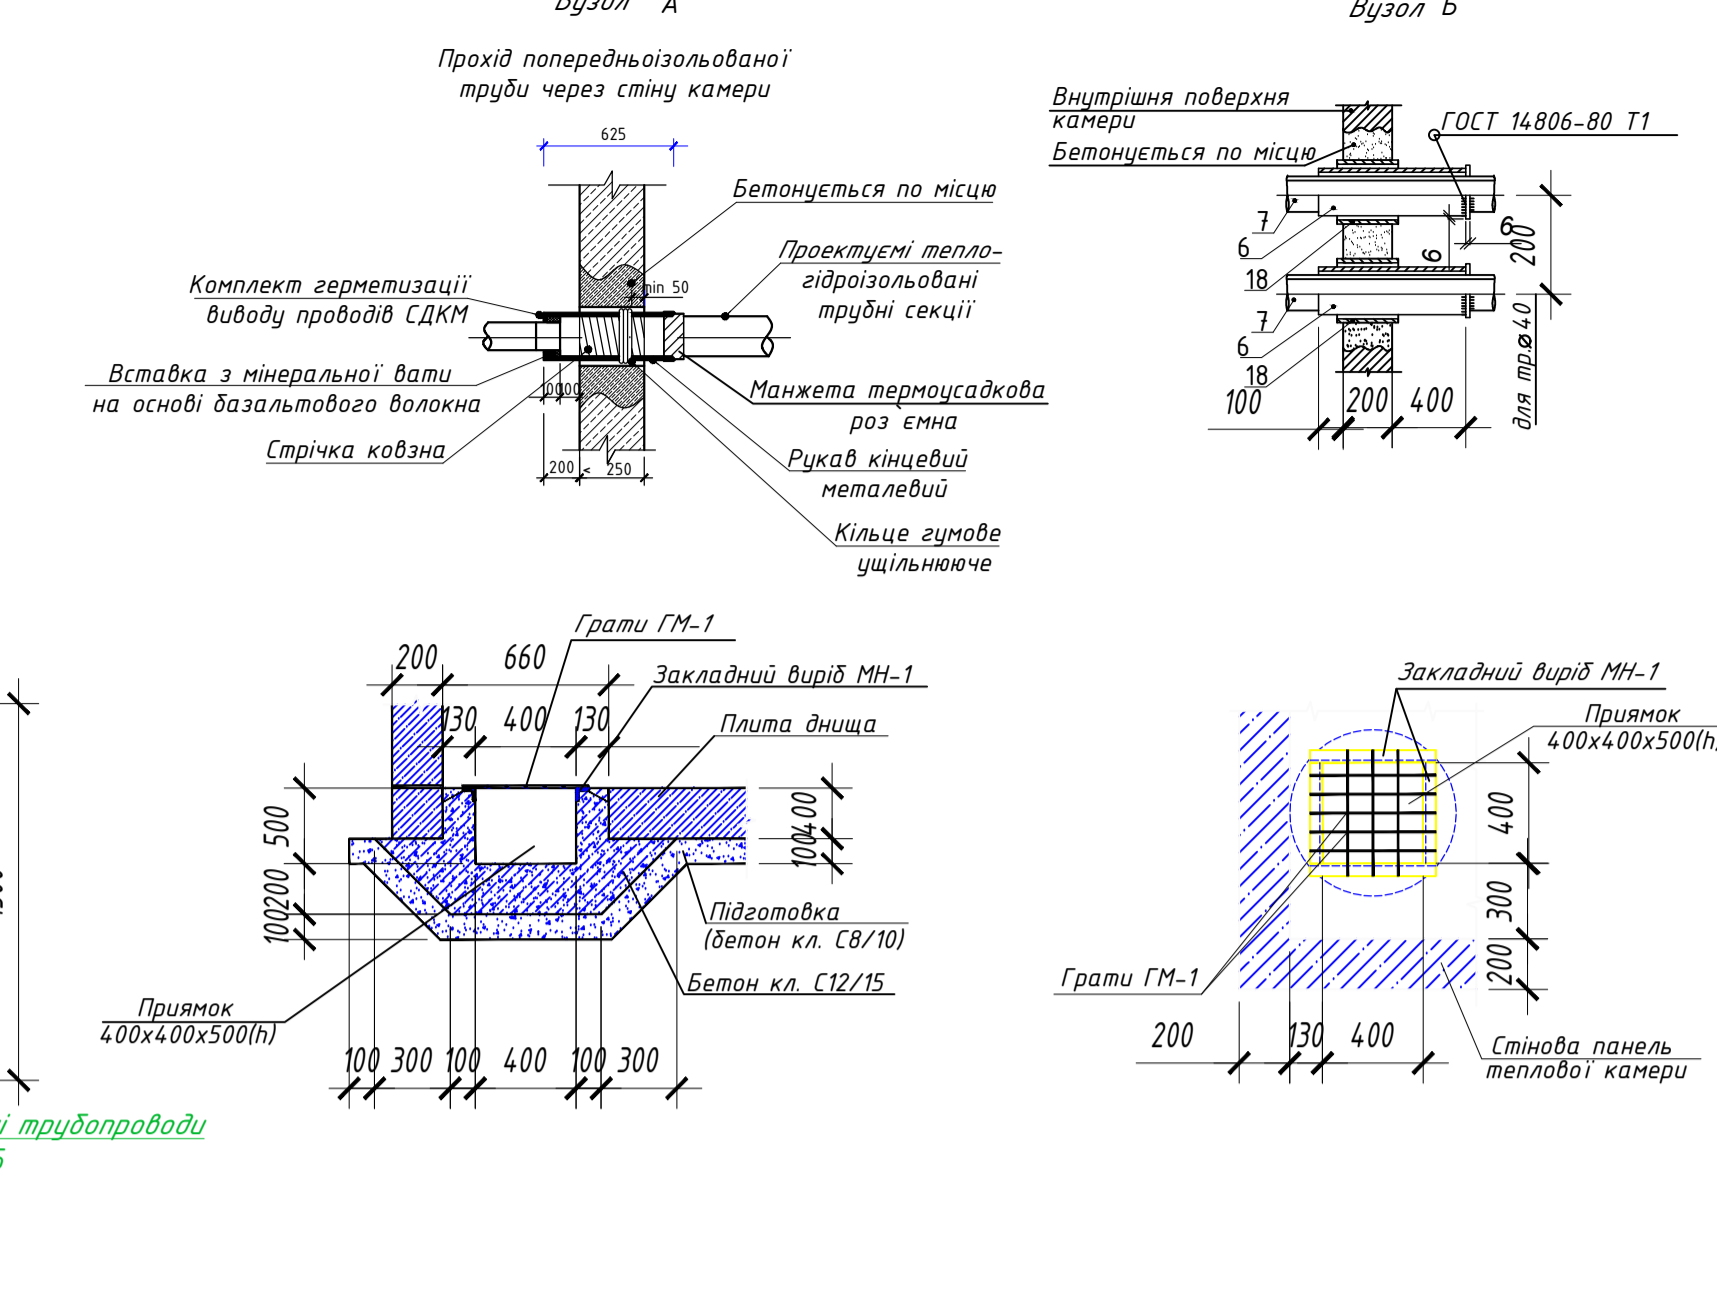 Вузол А
Прохід попередньоізольованої
труби через стіну камери
625
Бетонується по місцю
Проектуємі тепло-
гідроізольовані
трубні секції
min 50
Комплект герметизації
виводу проводів СДКМ
Вставка з мінеральної вати
на основі базальтового волокна
Стрічка ковзна
100
100
200 < 250
Манжета термоусадкова
роз`ємна
Рукав кінцевий
металевий
Кільце гумове
ущільнююче
Вузол Б
Внутрішня поверхня
камери
Бетонується по місцю
ГОСТ 14806-80 Т1
7
6
18
7
6
18
6
6
200
для тр.⌀40
100
200
400
Грати ГМ-1
Закладний виріб МН-1
Плита днища
200
660
130
400
130
500
200
100
400
100
Підготовка
(бетон кл. С8/10)
Бетон кл. С12/15
Приямок
400х400х500(h)
100 300 100 400 100 300
Закладний виріб МН-1
Приямок
400х400х500(h)
400
300
200
Грати ГМ-1
200 130 400
Стінова панель
теплової камери
і трубопроводи